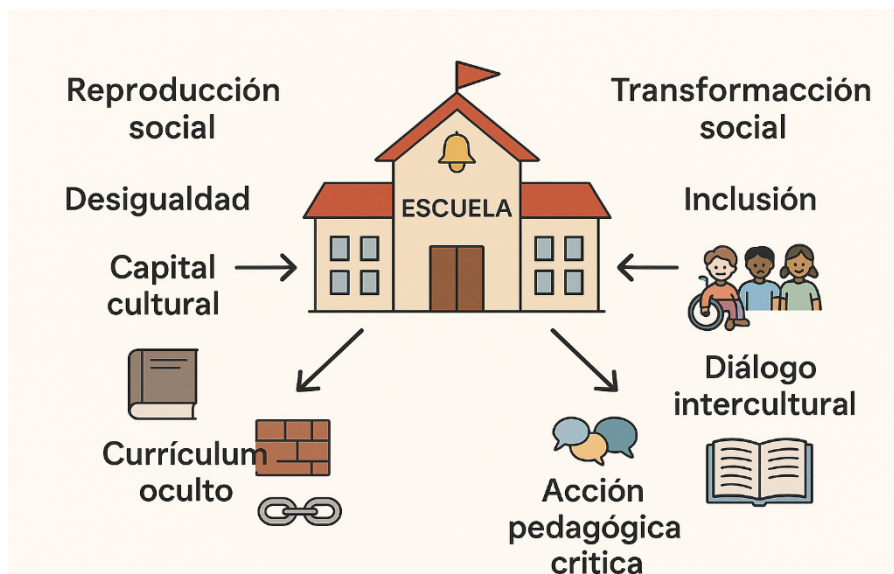 Reproducción
social
Desigualdad
Capital
cultural
Currículum
oculto
ESCUELA
Transformacción
social
Inclusión
Diálogo
intercultural
Acción
pedagógica
critica